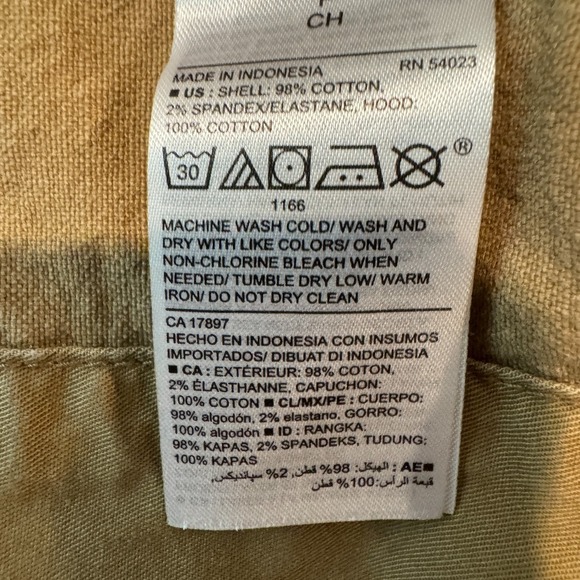 CH
MADE IN INDONESIA RN 54023
■ US : SHELL: 98% COTTON,
2% SPANDEX/ELASTANE, HOOD:
100% COTTON
30 ®
1166
MACHINE WASH COLD/ WASH AND
DRY WITH LIKE COLORS/ ONLY
NON-CHLORINE BLEACH WHEN
NEEDED/ TUMBLE DRY LOW/ WARM
IRON/ DO NOT DRY CLEAN
CA 17897
HECHO EN INDONESIA CON INSUMOS
IMPORTADOS/ DIBUAT DI INDONESIA
■ CA : EXTÉRIEUR: 98% COTON,
2% ÉLASTHANNE, CAPUCHON:
100% COTON ■ CL/MX/PE : CUERPO:
98% algodón, 2% elastano, GORRO:
100% algodón ■ ID : RANGKA:
98% KAPAS, 2% SPANDEKS, TUDUNG:
100% KAPAS
■AE : الهيكل: 98% قطن, 2% سپانديكس,
قبعة الرأس: 100% قطن